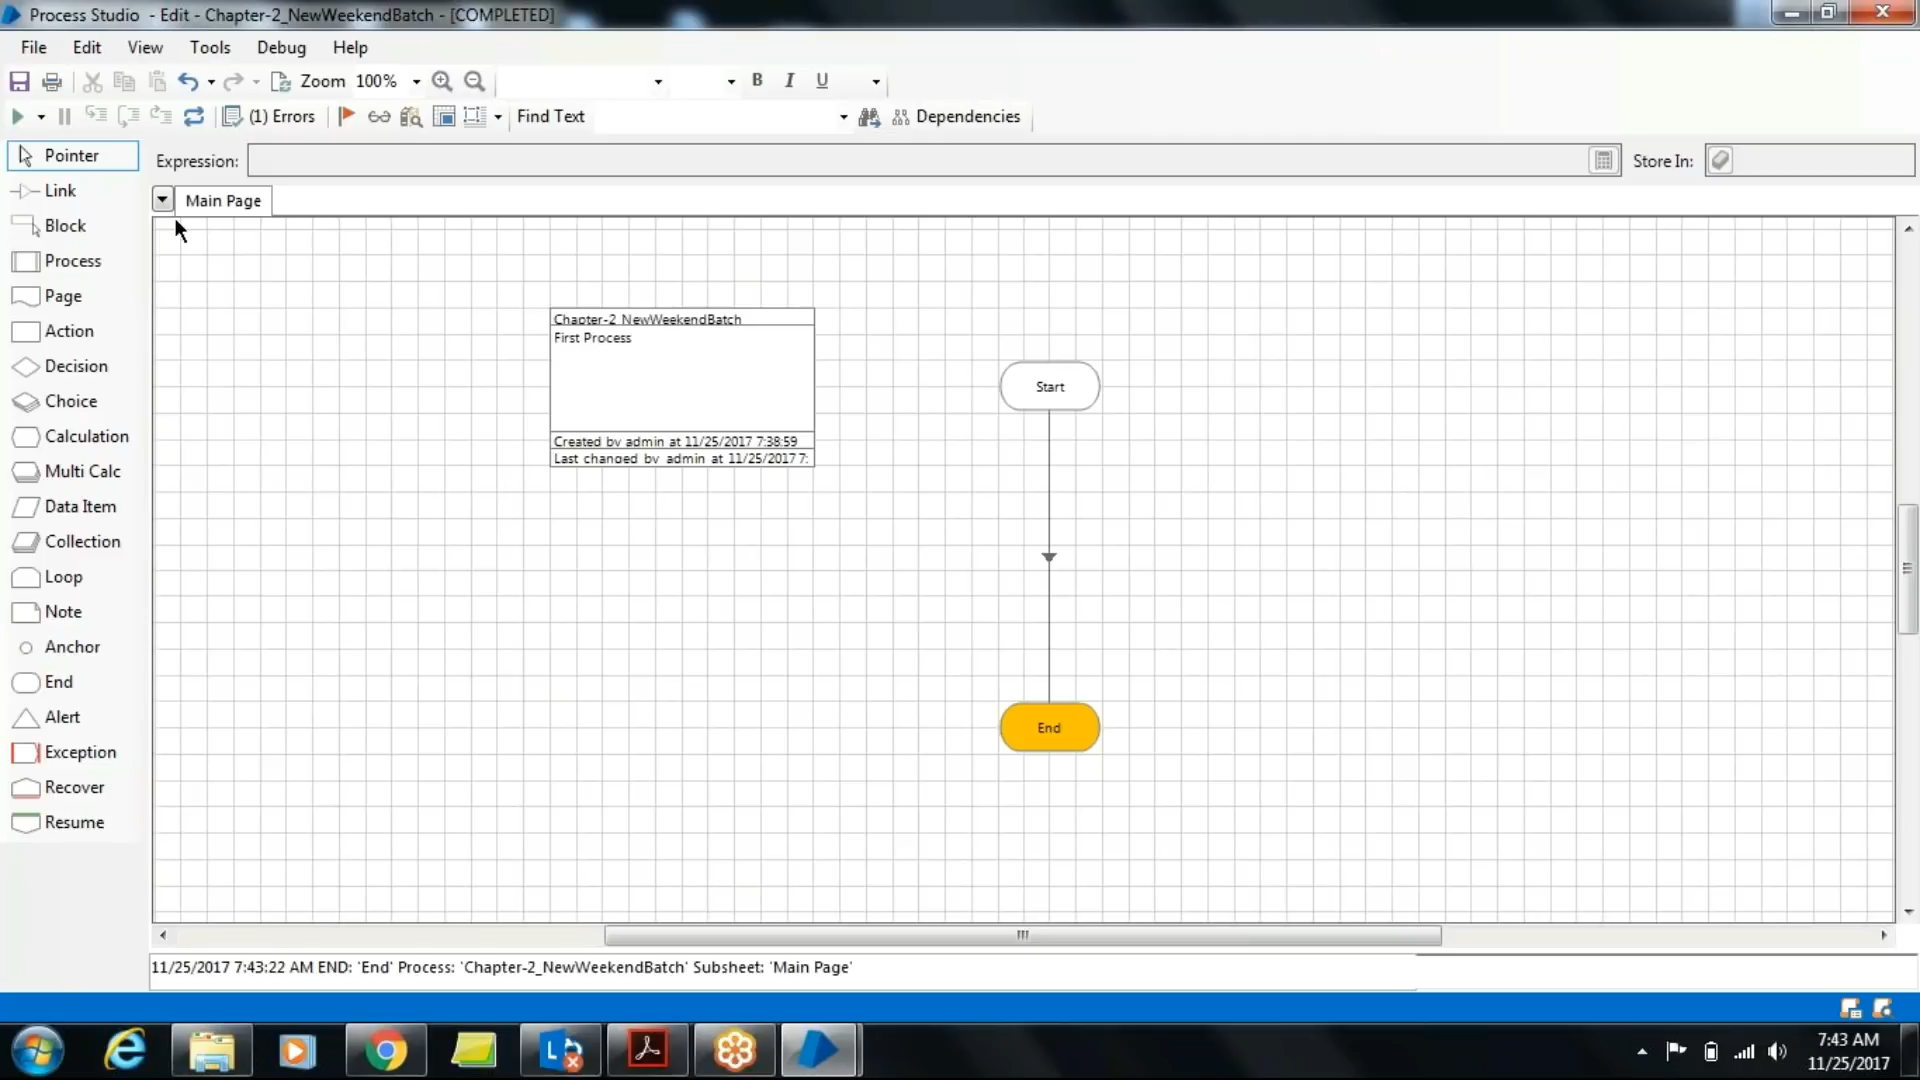 Process Studio - Edit - Chapter-2_NewWeekendBatch - [COMPLETED]
File Edit View Tools Debug Help
Zoom 100% B I U
(1) Errors Find Text Dependencies
Pointer
Expression: Store In:
Link
Main Page
Block
Process
Page
Action
Decision
Choice
Calculation
Multi Calc
Data Item
Collection
Loop
Note
Anchor
End
Alert
Exception
Recover
Resume
Chapter-2_NewWeekendBatch
First Process
Created by admin at 11/25/2017 7:38:59
Last changed by admin at 11/25/2017 7:
Start
End
11/25/2017 7:43:22 AM END: 'End' Process: 'Chapter-2_NewWeekendBatch' Subsheet: 'Main Page'
7:43 AM
11/25/2017